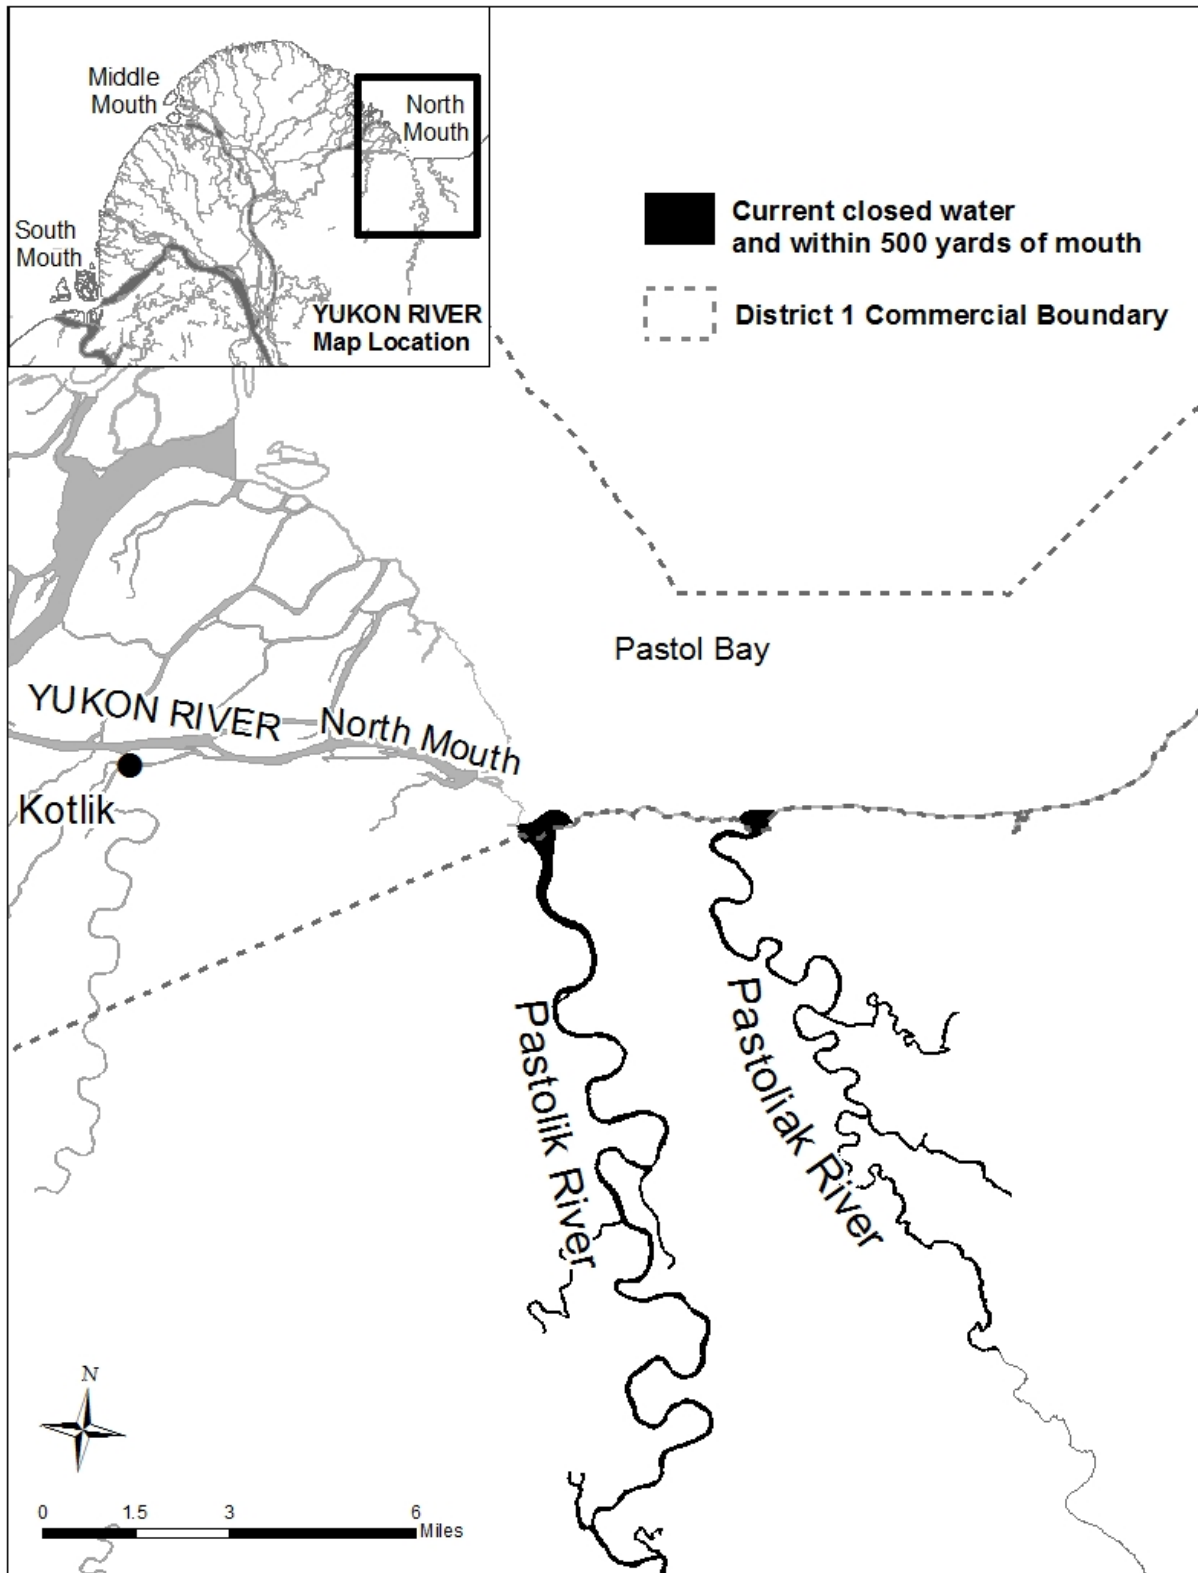 Middle
Mouth
North
Mouth
South
Mouth
YUKON RIVER
Map Location
Current closed water
and within 500 yards of mouth
District 1 Commercial Boundary
Pastol Bay
YUKON RIVER
North Mouth
Kotlik
Pastolik River
Pastoliak River
N
0 1.5 3 6
Miles